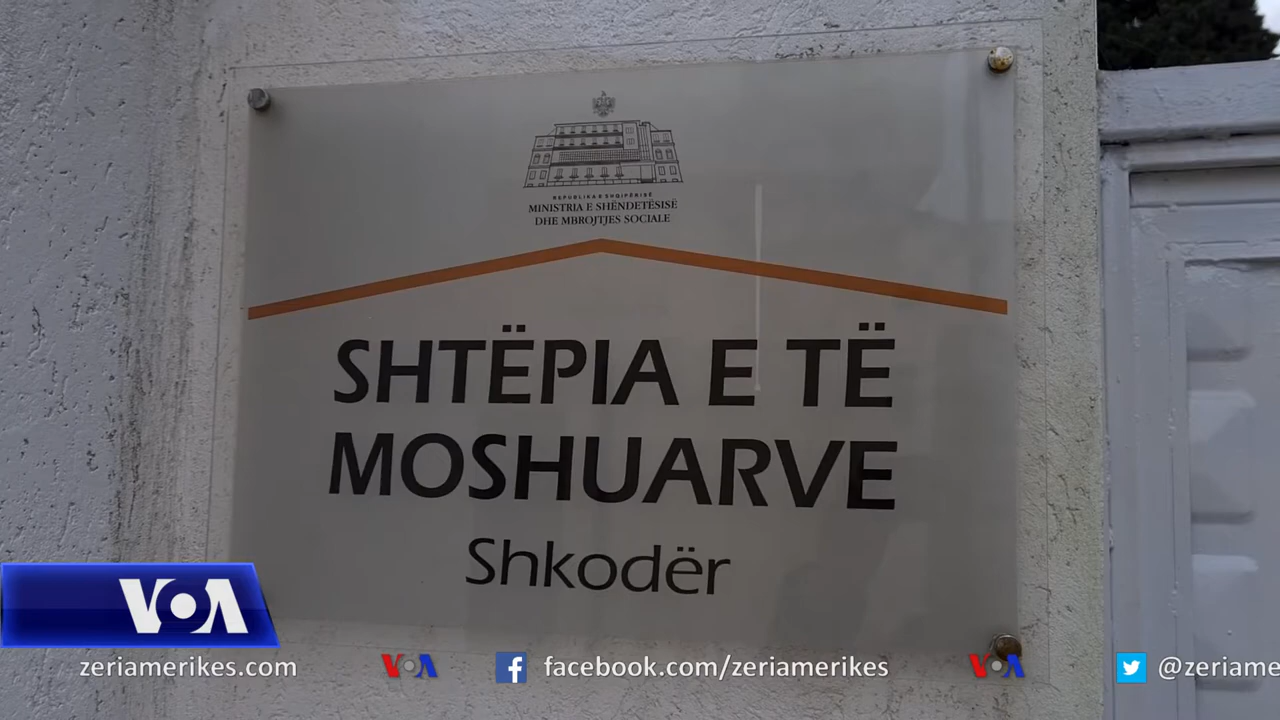 REPUBLIKA E SHQIPËRISË
MINISTRIA E SHËNDETËSISË
DHE MBROJTJES SOCIALE
SHTËPIA E TË
MOSHUARVE
Shkodër
VOA
zeriamerikes.com VOA facebook.com/zeriamerikes VOA @zeriame